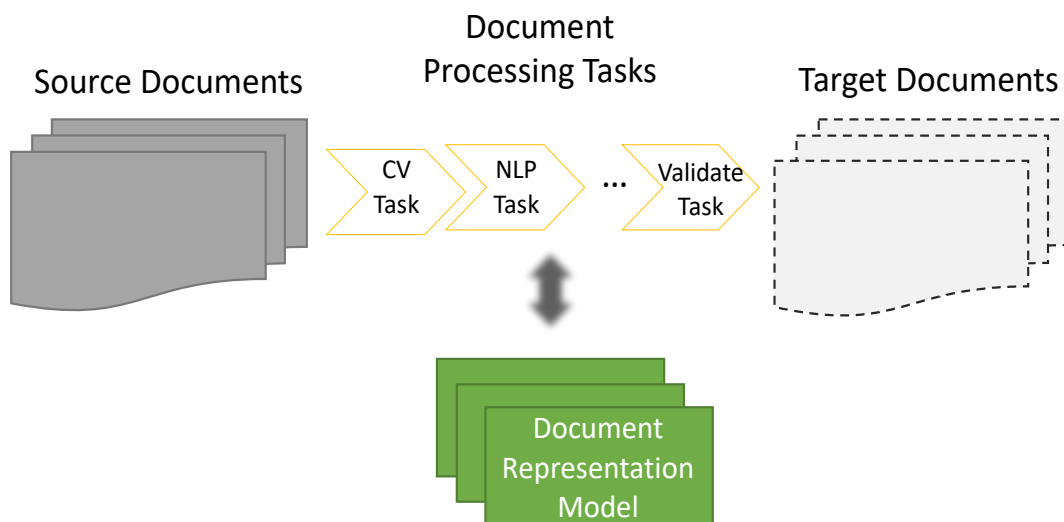 Document
Processing Tasks
Source Documents
Target Documents
CV
Task
NLP
Task
...
Validate
Task
Document
Representation
Model